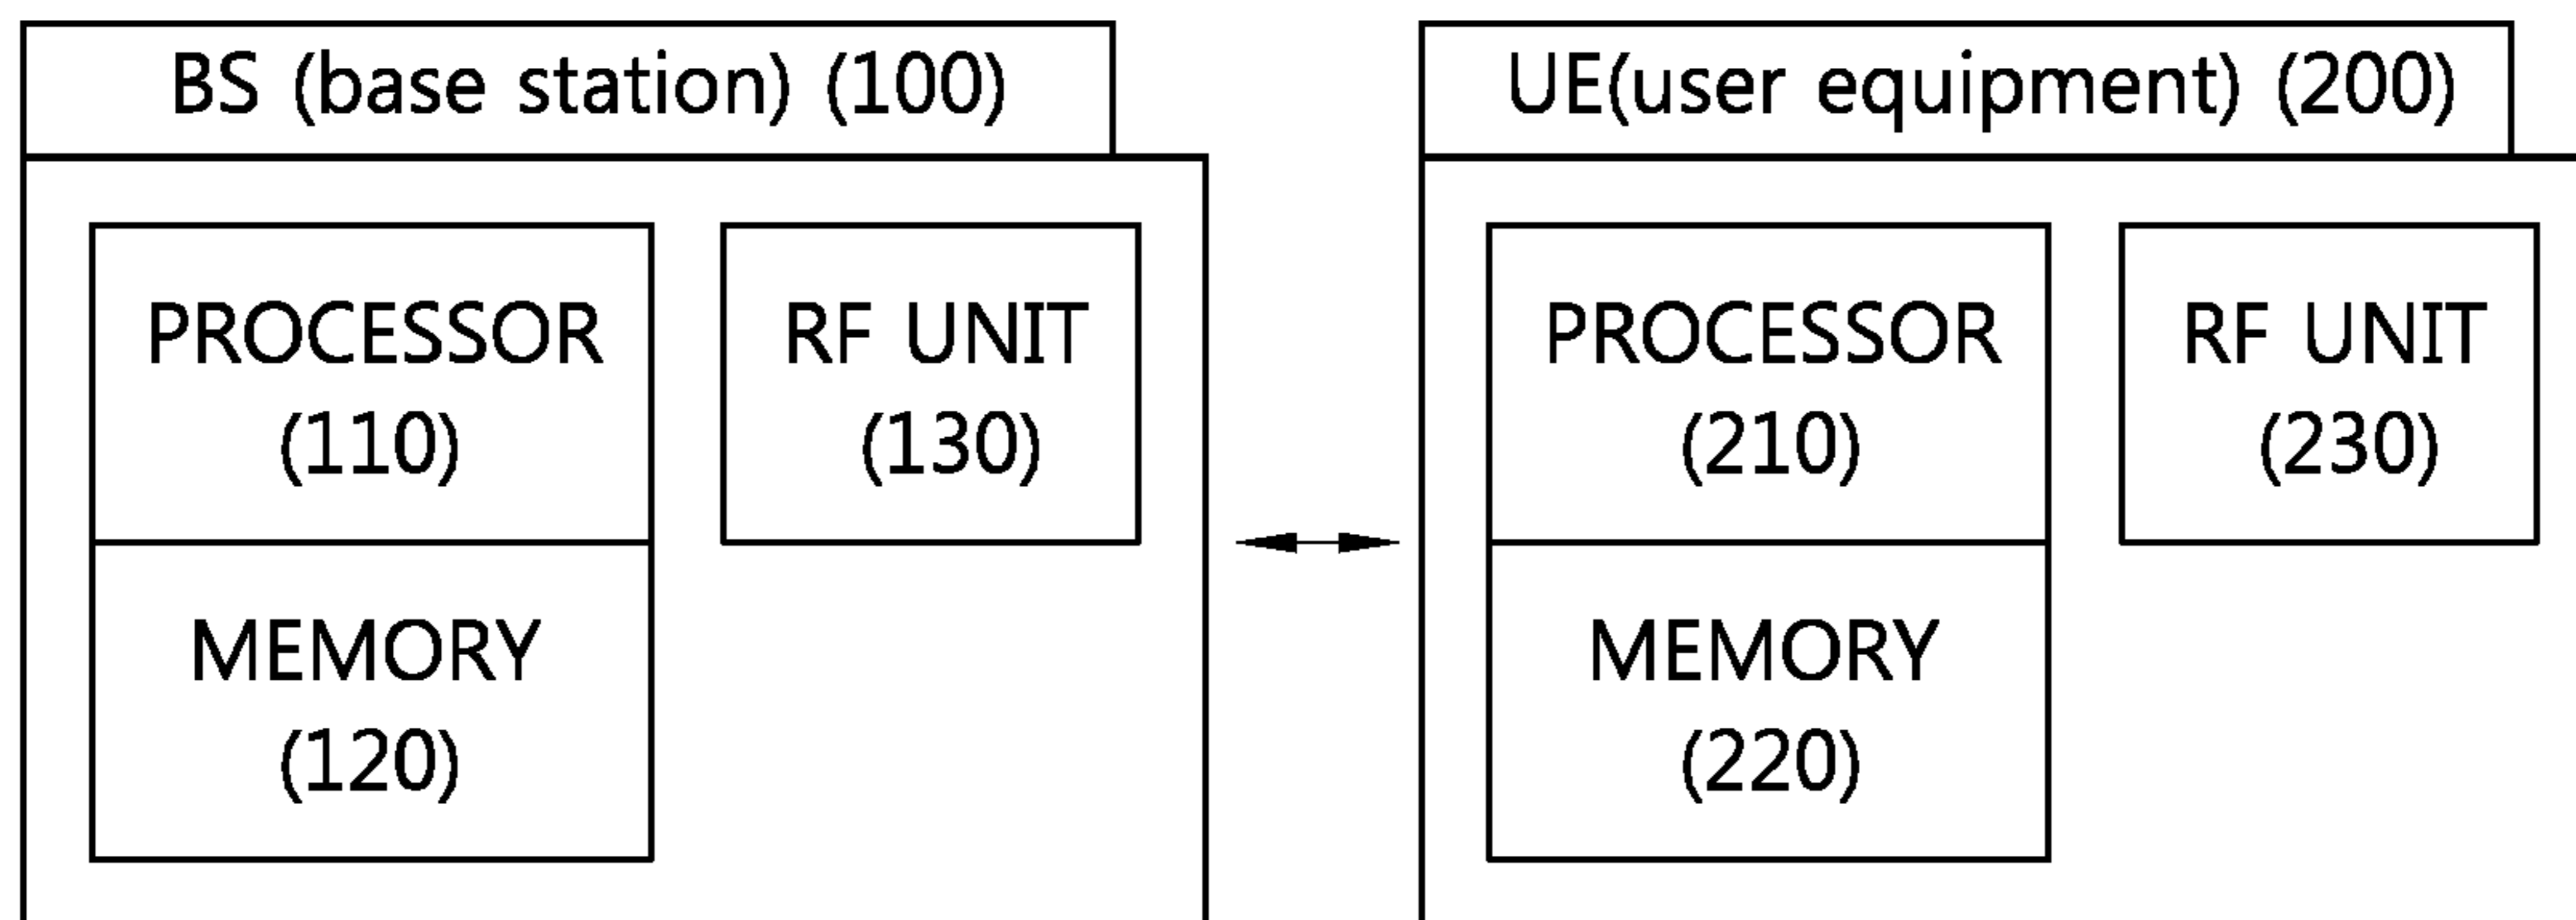 BS (base station) (100)
PROCESSOR
(110)
RF UNIT
(130)
MEMORY
(120)
UE(user equipment) (200)
PROCESSOR
(210)
RF UNIT
(230)
MEMORY
(220)